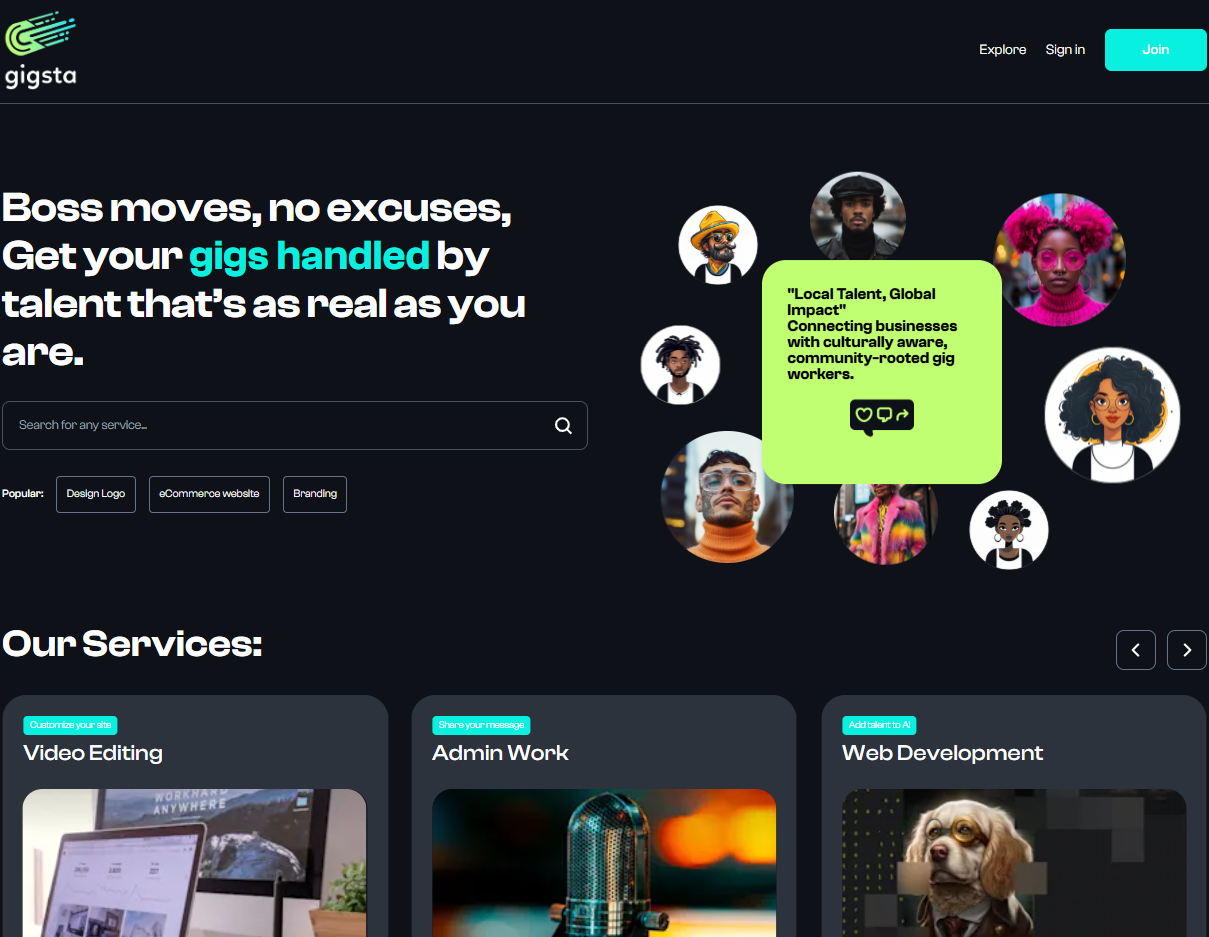 gigsta
Explore
Sign in
Join
Boss moves, no excuses,
Get your gigs handled by
talent that’s as real as you
are.
Search for any service...
Popular:
Design Logo
eCommerce website
Branding
"Local Talent, Global
Impact"
Connecting businesses
with culturally aware,
community-rooted gig
workers.
Our Services:
Customize your site
Video Editing
WORKHARD
ANYWHERE
Share your message
Admin Work
Add talent to AI
Web Development